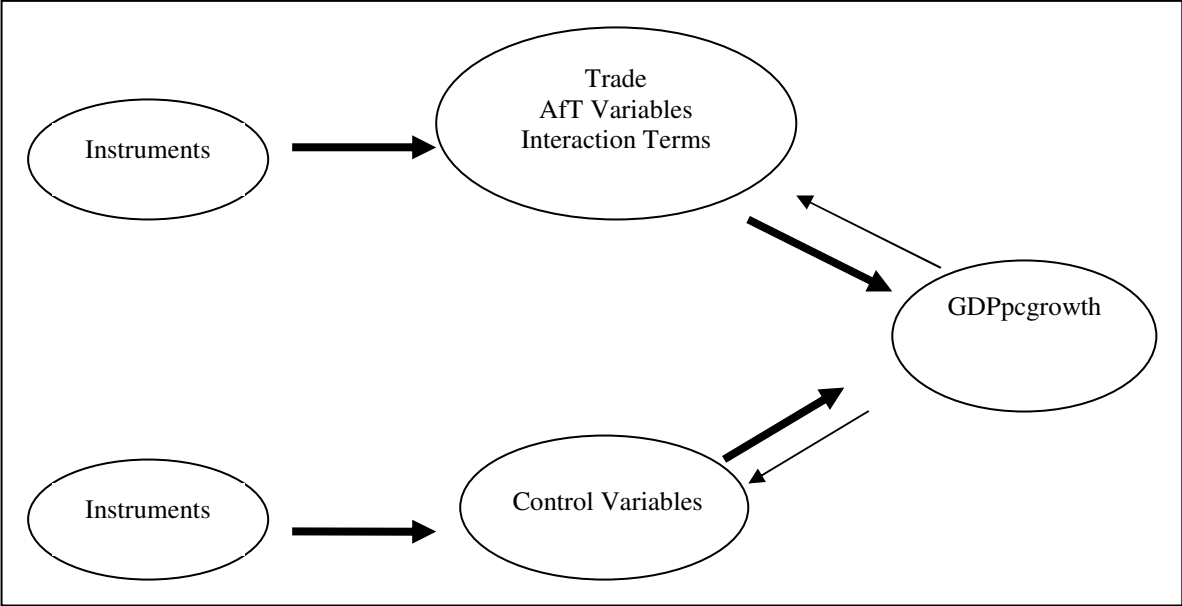 Instruments
Trade
AfT Variables
Interaction Terms
GDPpcgrowth
Instruments
Control Variables